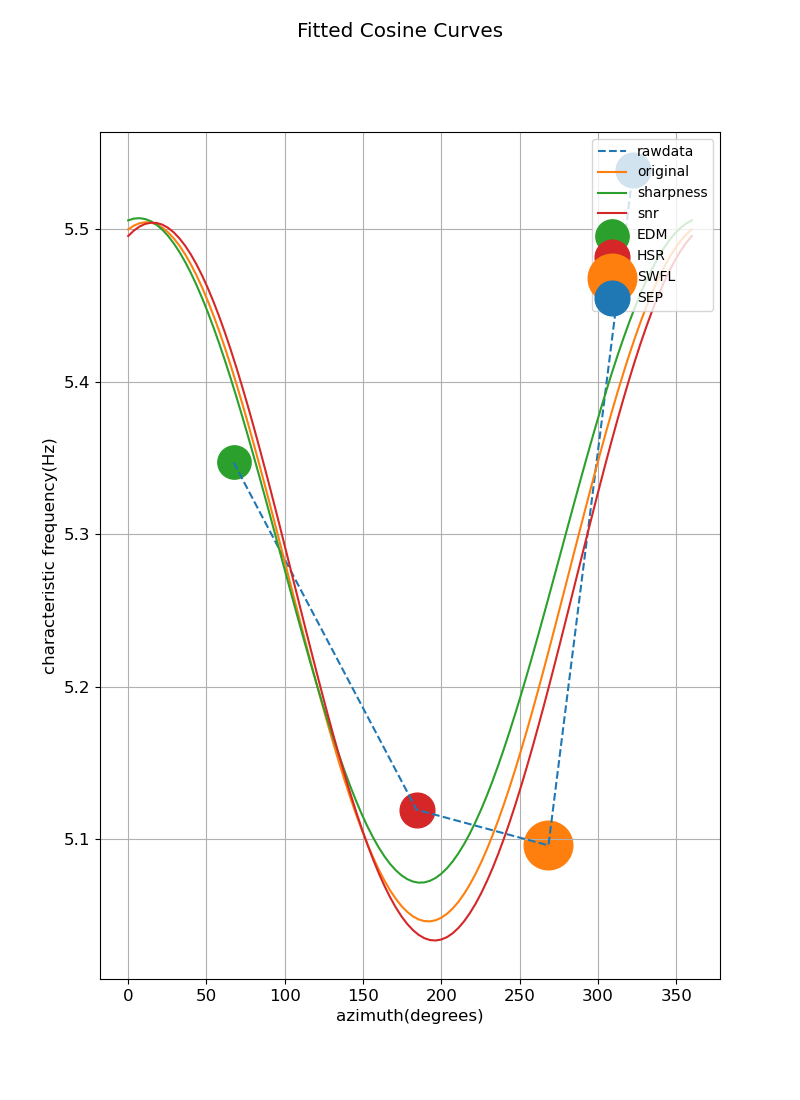 Fitted Cosine Curves
rawdata
original
sharpness
snr
EDM
HSR
SWFL
SEP
5.5
5.4
5.3
5.2
5.1
characteristic frequency(Hz)
0 50 100 150 200 250 300 350
azimuth(degrees)